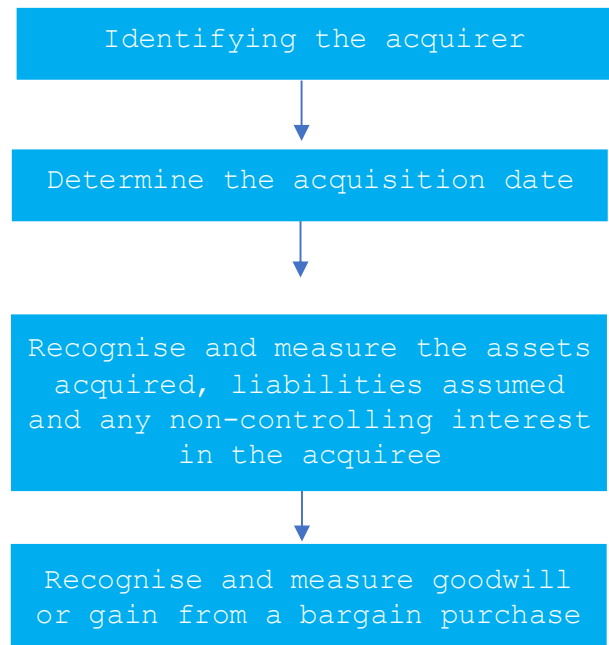 Identifying the acquirer
Determine the acquisition date
Recognise and measure the assets
acquired, liabilities assumed
and any non-controlling interest
in the acquiree
Recognise and measure goodwill
or gain from a bargain purchase